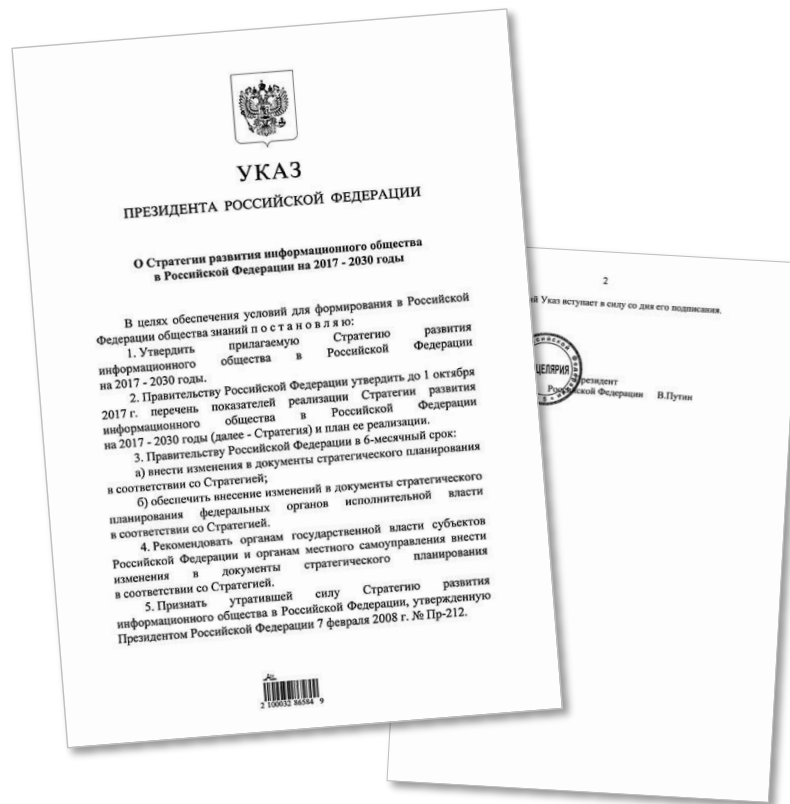 УКАЗ
ПРЕЗИДЕНТА РОССИЙСКОЙ ФЕДЕРАЦИИ
О Стратегии развития информационного общества
в Российской Федерации на 2017 - 2030 годы
В целях обеспечения условий для формирования в Российской
Федерации общества знаний п о с т а н о в л я ю:
1. Утвердить прилагаемую Стратегию развития
информационного общества в Российской Федерации
на 2017 - 2030 годы.
2. Правительству Российской Федерации утвердить до 1 октября
2017 г. перечень показателей реализации Стратегии развития
информационного общества в Российской Федерации
на 2017 - 2030 годы (далее - Стратегия) и план ее реализации.
3. Правительству Российской Федерации в 6-месячный срок:
а) внести изменения в документы стратегического планирования
в соответствии со Стратегией;
б) обеспечить внесение изменений в документы стратегического
планирования федеральных органов исполнительной власти
в соответствии со Стратегией.
4. Рекомендовать органам государственной власти субъектов
Российской Федерации и органам местного самоуправления внести
изменения в документы стратегического планирования
в соответствии со Стратегией.
5. Признать утратившей силу Стратегию развития
информационного общества в Российской Федерации, утвержденную
Президентом Российской Федерации 7 февраля 2008 г. № Пр-212.
2 100032 86584 9
2
Указ вступает в силу со дня его подписания.
ЦЕЛЯРИЯ
Федерации В.Путин